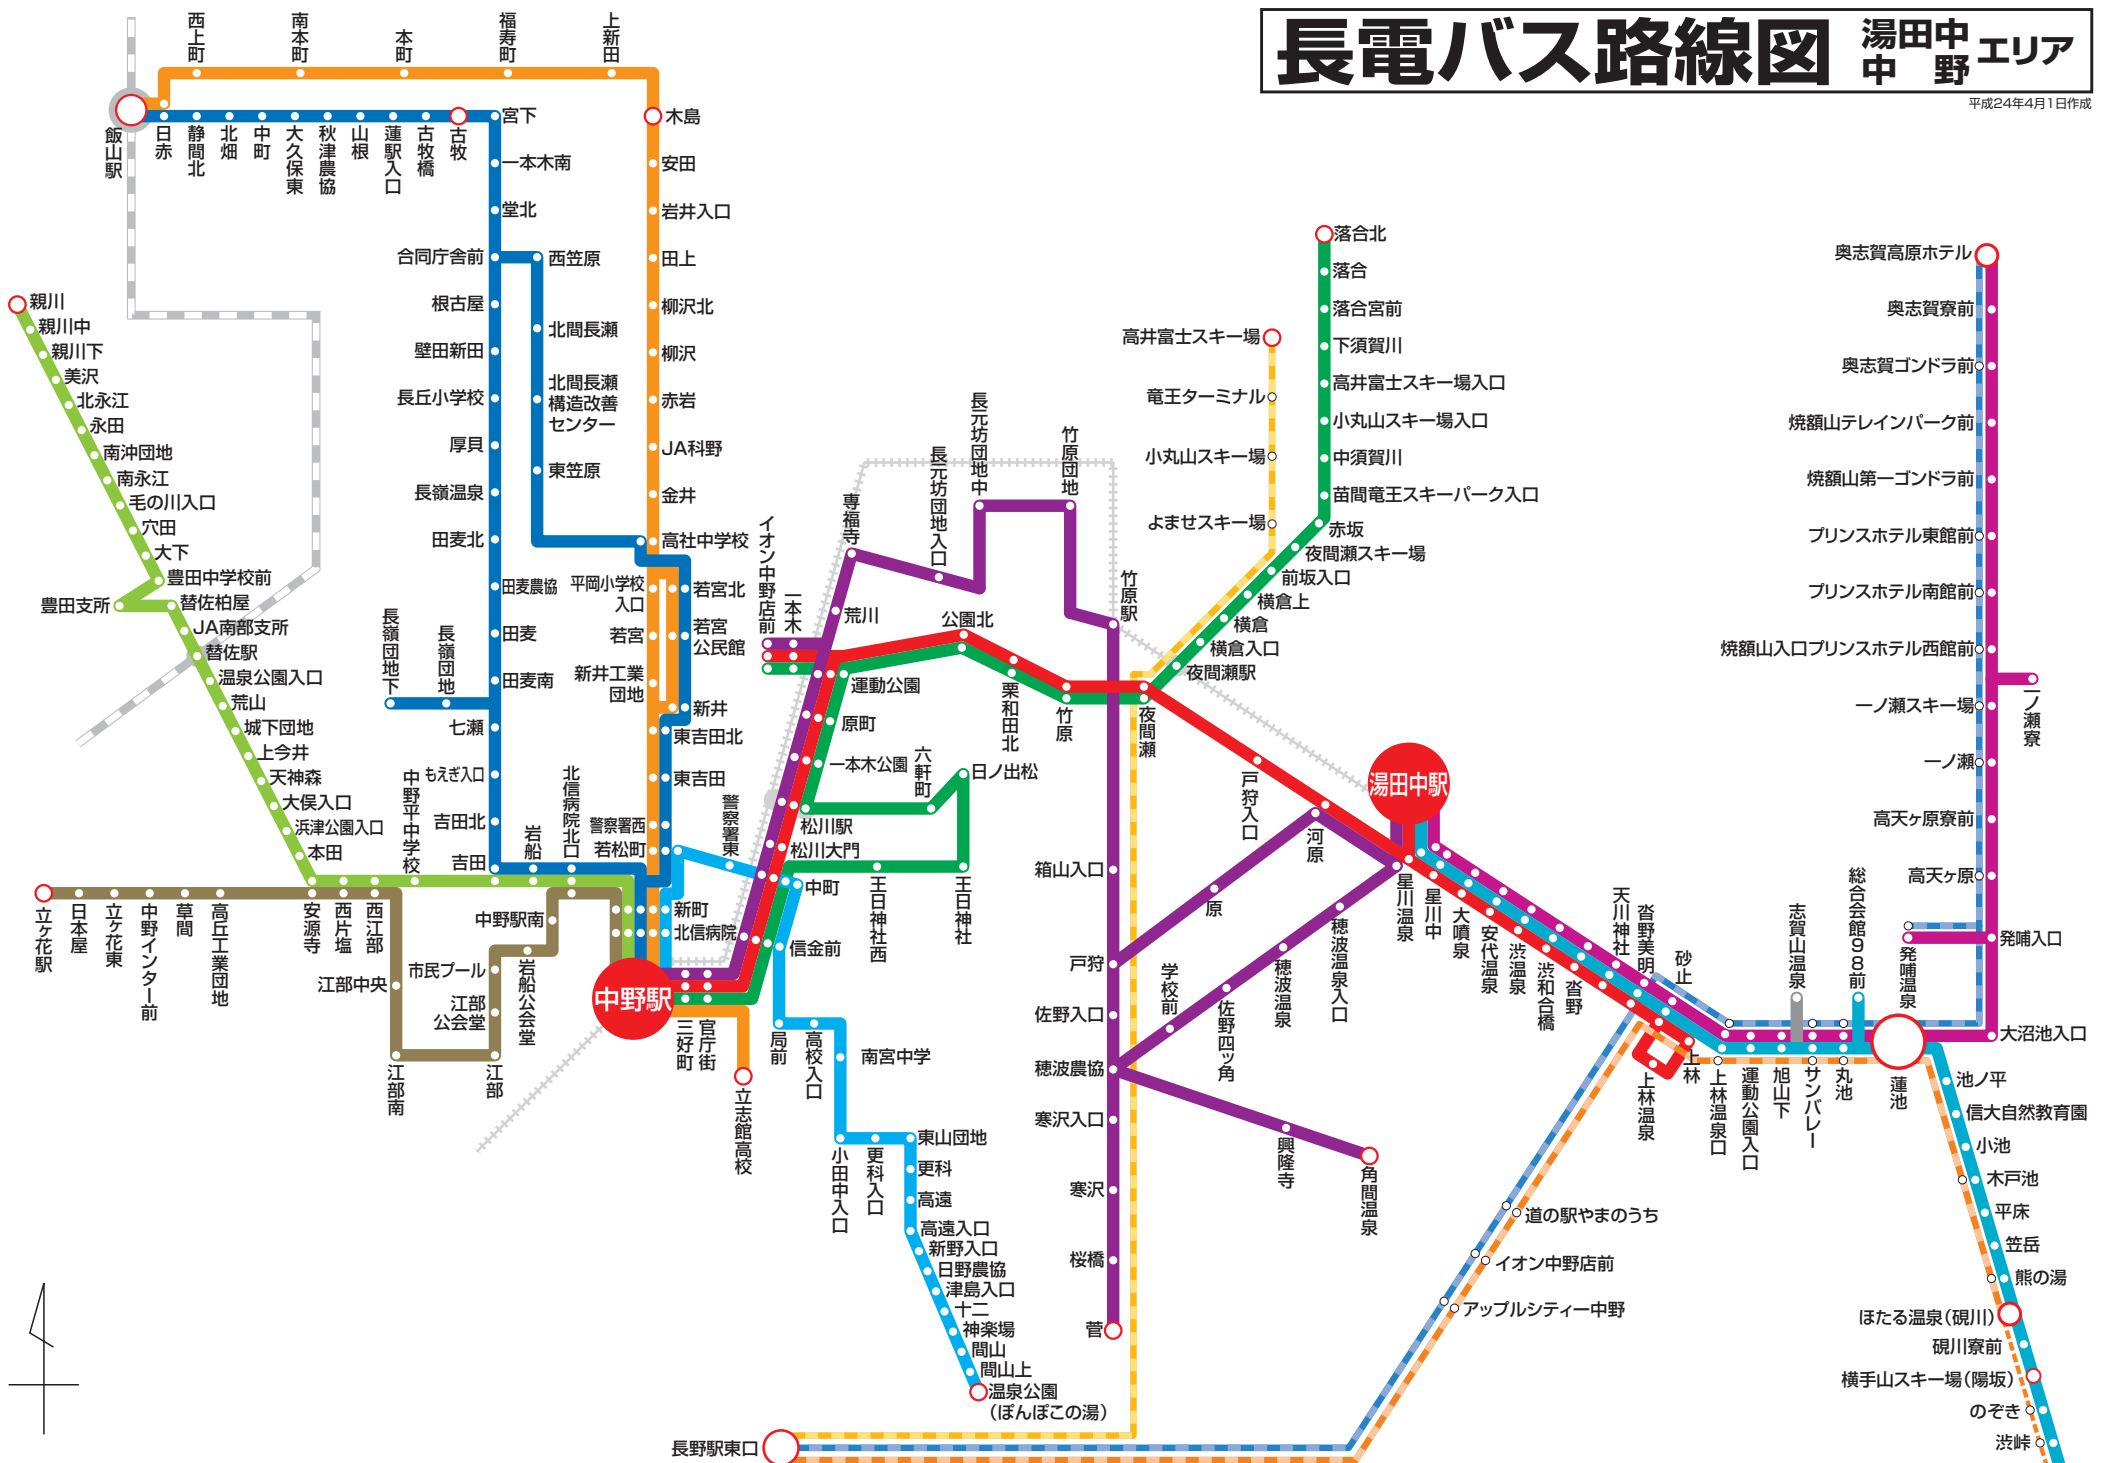 長電バス路線図
湯田中
中野
エリア
平成24年4月1日作成
西上町
南本町
本町
福寿町
上新田
飯山駅
日赤
静間北
北畑
中町
大久保東
秋津農協
山根
蓮駅入口
古牧橋
古牧
宮下
一本木南
堂北
合同庁舎前
根古屋
壁田新田
長丘小学校
厚貝
長嶺温泉
田麦北
田麦農協
田麦
田麦南
七瀬
もえぎ入口
吉田北
吉田
長嶺団地下
長嶺団地
西笠原
北間長瀬
北間長瀬
構造改善
センター
東笠原
木島
安田
岩井入口
田上
柳沢北
柳沢
赤岩
JA科野
金井
高社中学校
平岡小学校
入口
若宮
新井工業
団地
若宮北
若宮
公民館
新井
東吉田北
東吉田
警察署西
若松町
新町
北信病院
親川
親川中
親川下
美沢
北永江
永田
南沖団地
南永江
毛の川入口
穴田
大下
豊田中学校前
豊田支所
替佐柏屋
JA南部支所
替佐駅
温泉公園入口
荒山
城下団地
上今井
天神森
大俣入口
浜津公園入口
本田
中野平中学校
岩船
北信病院北口
立ヶ花駅
日本屋
立ヶ花東
中野インター前
草間
高丘工業団地
安源寺
西片塩
西江部
江部中央
江部南
江部
江部
公会堂
市民プール
岩船公会堂
中野駅南
中野駅
三好町
官庁街
立志館高校
警察署東
中町
信金前
局前
高校入口
南宮中学
小田中入口
更科入口
東山団地
更科
高遠
高遠入口
新野入口
日野農協
津島入口
十二
神楽場
間山
間山上
温泉公園
（ぽんぽこの湯）
イオン中野店前
一本木
専福寺
荒川
長元坊団地入口
長元坊団地中
竹原団地
竹原駅
公園北
運動公園
原町
一本木公園
松川駅
松川大門
六軒町
日ノ出松
王日神社西
王日神社
栗和田北
竹原
夜間瀬
箱山入口
戸狩
佐野入口
穂波農協
寒沢入口
寒沢
桜橋
菅
高井富士スキー場
竜王ターミナル
小丸山スキー場
よませスキー場
落合北
落合
落合宮前
下須賀川
高井富士スキー場入口
小丸山スキー場入口
中須賀川
苗間竜王スキーパーク入口
赤坂
夜間瀬スキー場
前坂入口
横倉上
横倉
横倉入口
夜間瀬駅
戸狩入口
河原
原
学校前
佐野四ツ角
穂波温泉
穂波温泉入口
興隆寺
角間温泉
湯田中駅
星川温泉
星川中
大噴泉
安代温泉
渋温泉
渋和合橋
沓野
天川神社
沓野美明
砂止
上林
上林温泉
上林温泉口
運動公園入口
旭山下
サンバレー
丸池
志賀山温泉
総合会館98前
蓮池
発哺温泉
奥志賀高原ホテル
奥志賀寮前
奥志賀ゴンドラ前
焼額山テレインパーク前
焼額山第一ゴンドラ前
プリンスホテル東館前
プリンスホテル南館前
焼額山入口プリンスホテル西館前
一ノ瀬スキー場
一ノ瀬
高天ヶ原寮前
高天ヶ原
一ノ瀬寮
発哺入口
大沼池入口
池ノ平
信大自然教育園
小池
木戸池
平床
笠岳
熊の湯
ほたる温泉（硯川）
硯川寮前
横手山スキー場（陽坂）
のぞき
渋峠
道の駅やまのうち
イオン中野店前
アップルシティー中野
長野駅東口